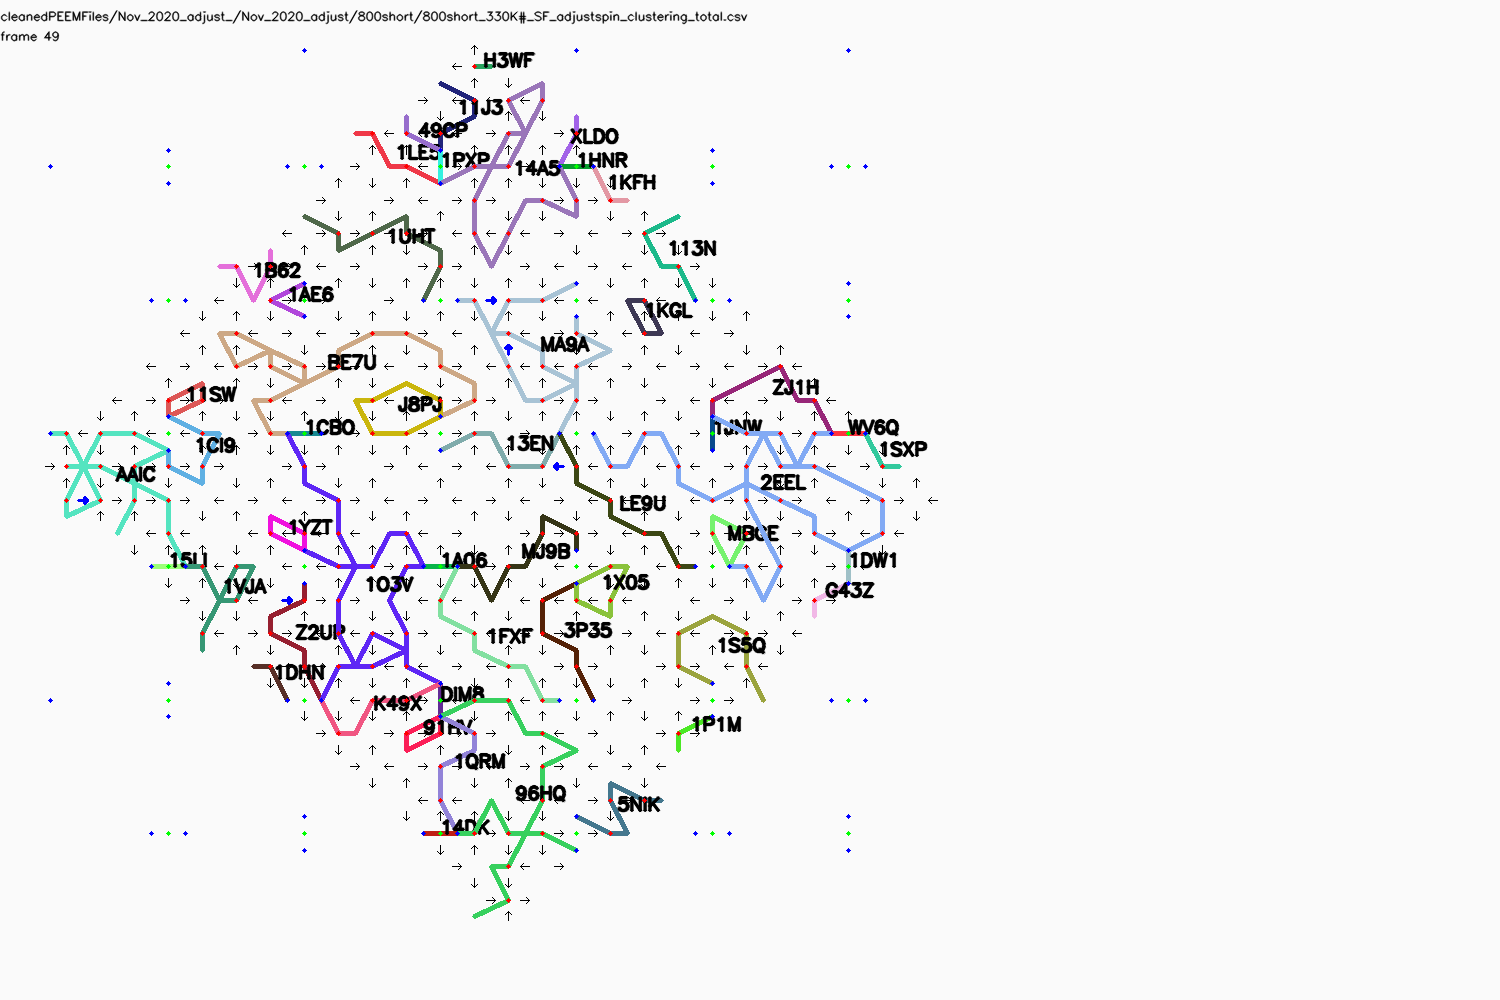 cleanedPEEMFiles/Nov_2020_adjust_/Nov_2020_adjust/800short/800short_330K#_SF_adjustspin_clustering_total.csv
frame 49
H3WF
11J3
49CP
XLDO
1LE5 1PXP 14A5 1HNR
1KFH
1UHT
113N
1B62
1AE6
1KGL
MA9A
BE7U
ZJ1H
11SW J8PJ
1CBO 1JNW WV6Q
1CI9 13EN 1SXP
AAIC 2EEL
LE9U
1YZT MBCE
MJ9B
1A06 1DW1
1VJA 1O3V 1X05 G43Z
Z2UP 1FXF 3P35
1S5Q
1DHN
K49X DIM8
91HV 1P1M
1QRM
96HQ 5NIK
14DK